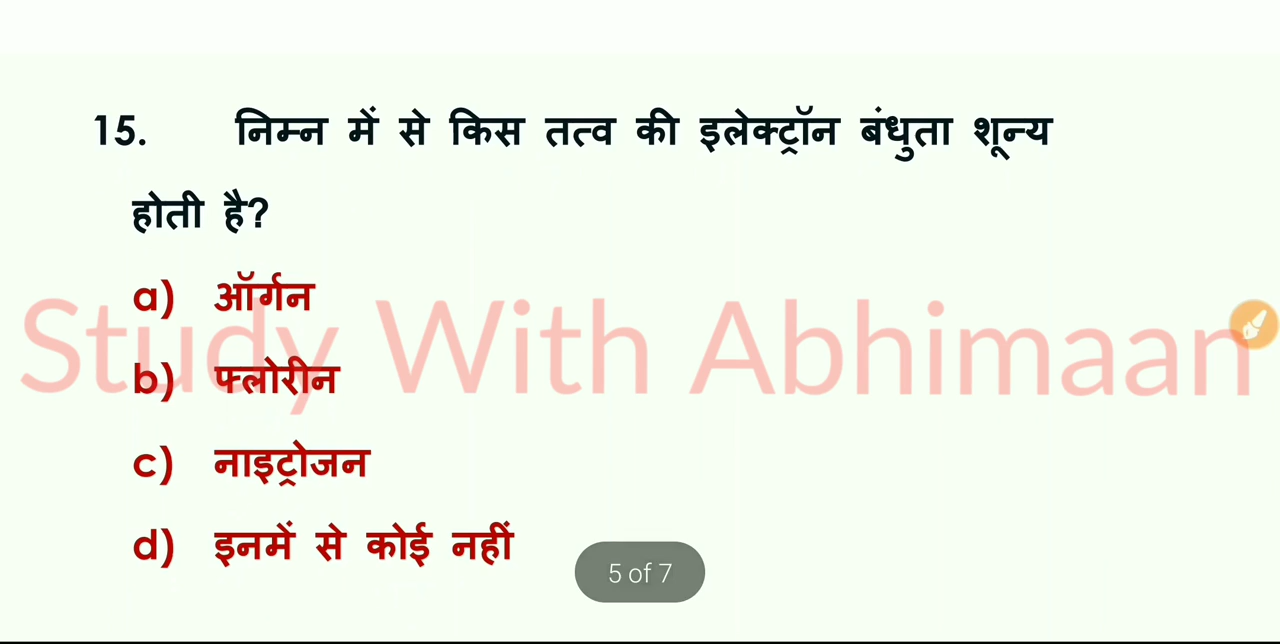 15. निम्न में से किस तत्व की इलेक्ट्रॉन बंधुता शून्य
होती है?
a) ऑर्गन
Study With Abhimaan
b) फ्लोरीन
c) नाइट्रोजन
d) इनमें से कोई नहीं
5 of 7